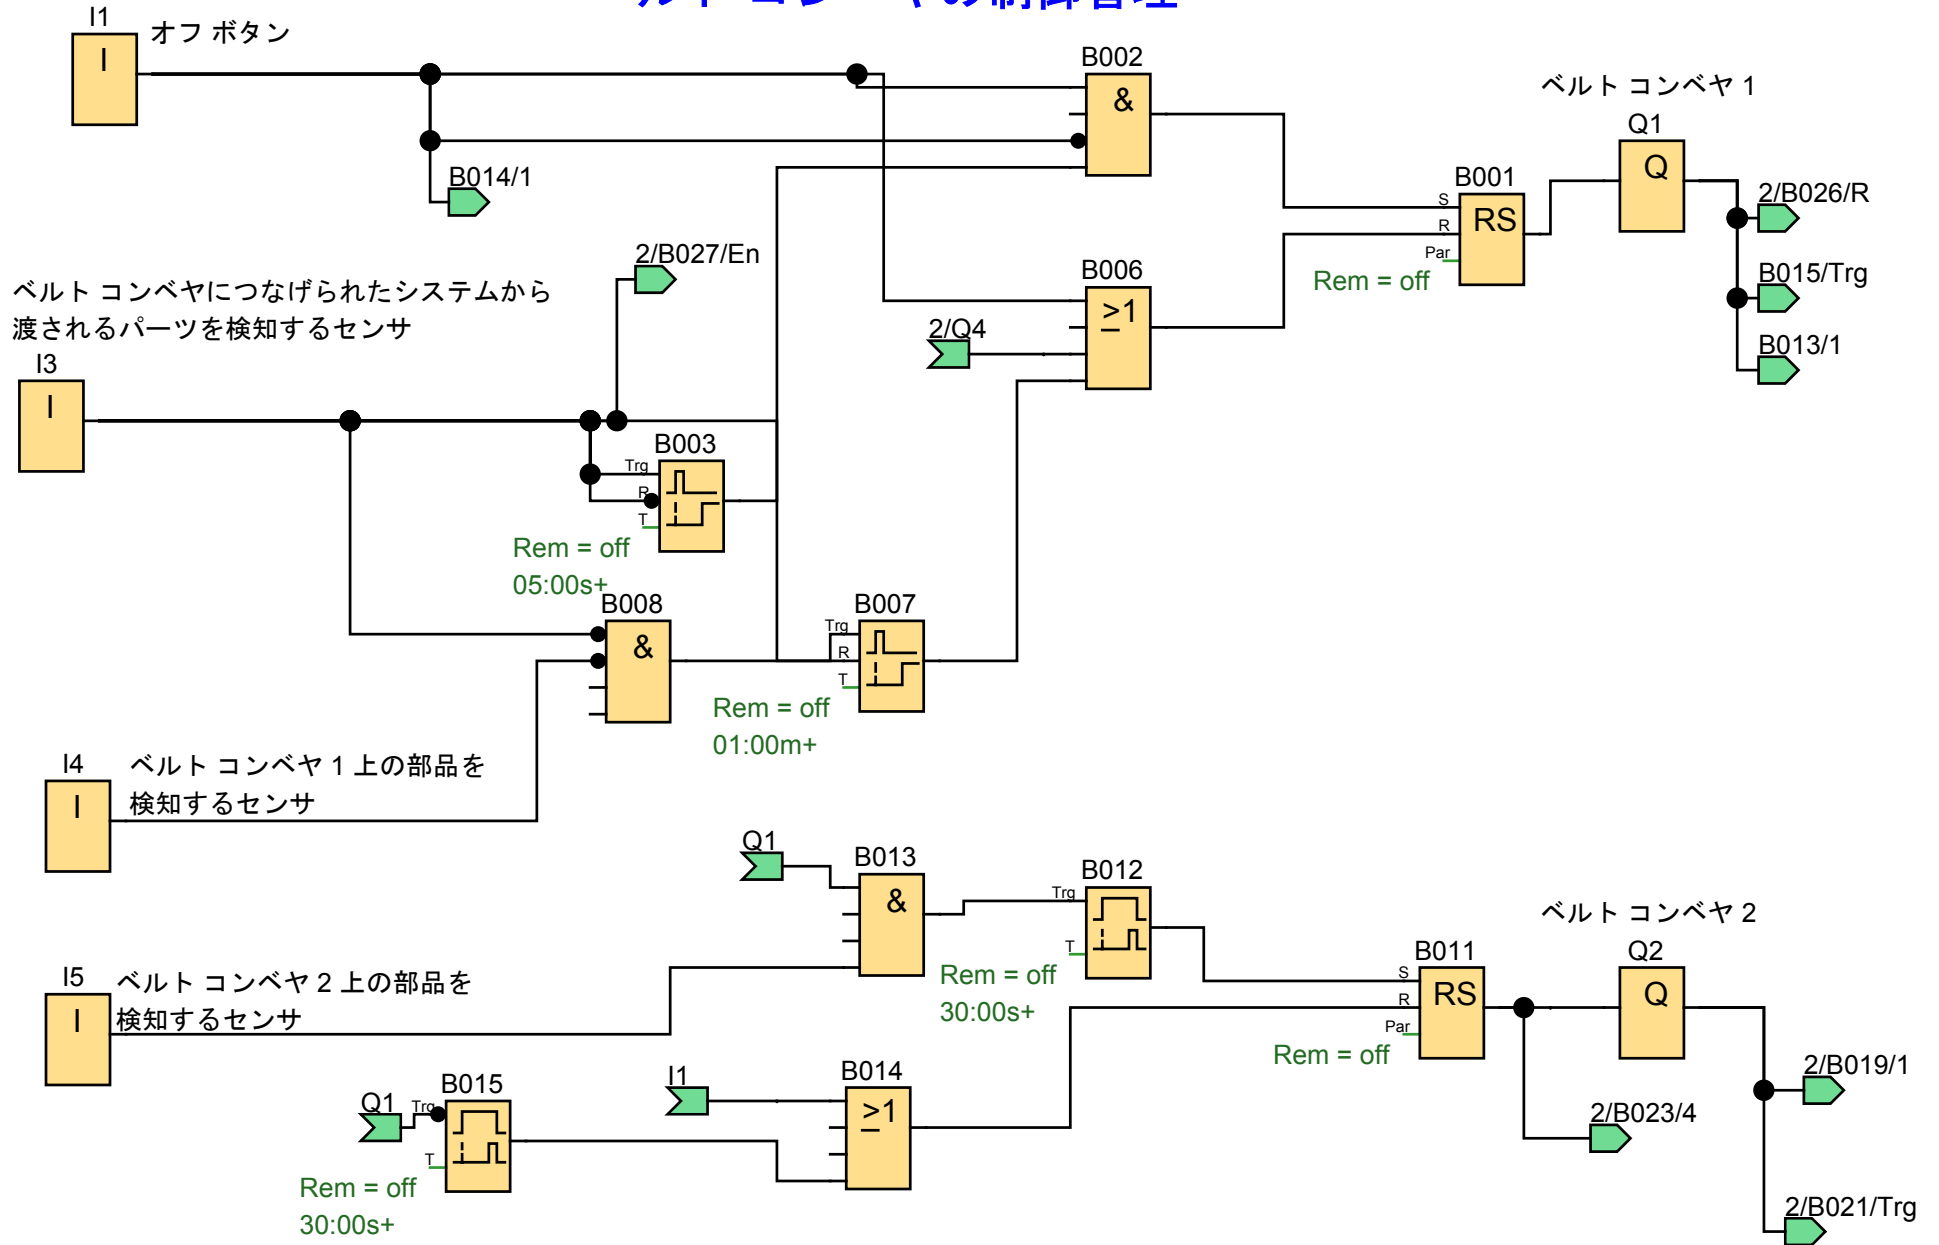 I1
オフ ボタン
I
B014/1
B002
&
ベルト コンベヤ 1
Q1
Q
B001
S
R
Par
RS
Rem = off
2/B026/R
B015/Trg
B013/1
2/B027/En
B006
≥1
2/Q4
ベルト コンベヤにつなげられたシステムから
渡されるパーツを検知するセンサ
I3
I
B003
Trg
R
T
Rem = off
05:00s+
B008
&
B007
Trg
R
T
Rem = off
01:00m+
I4
I
ベルト コンベヤ 1 上の部品を
検知するセンサ
Q1
B013
&
B012
Trg
T
Rem = off
30:00s+
ベルト コンベヤ 2
Q2
Q
B011
S
R
Par
RS
Rem = off
I5
I
ベルト コンベヤ 2 上の部品を
検知するセンサ
B015
Q1
Trg
T
Rem = off
30:00s+
I1
B014
≥1
2/B019/1
2/B023/4
2/B021/Trg